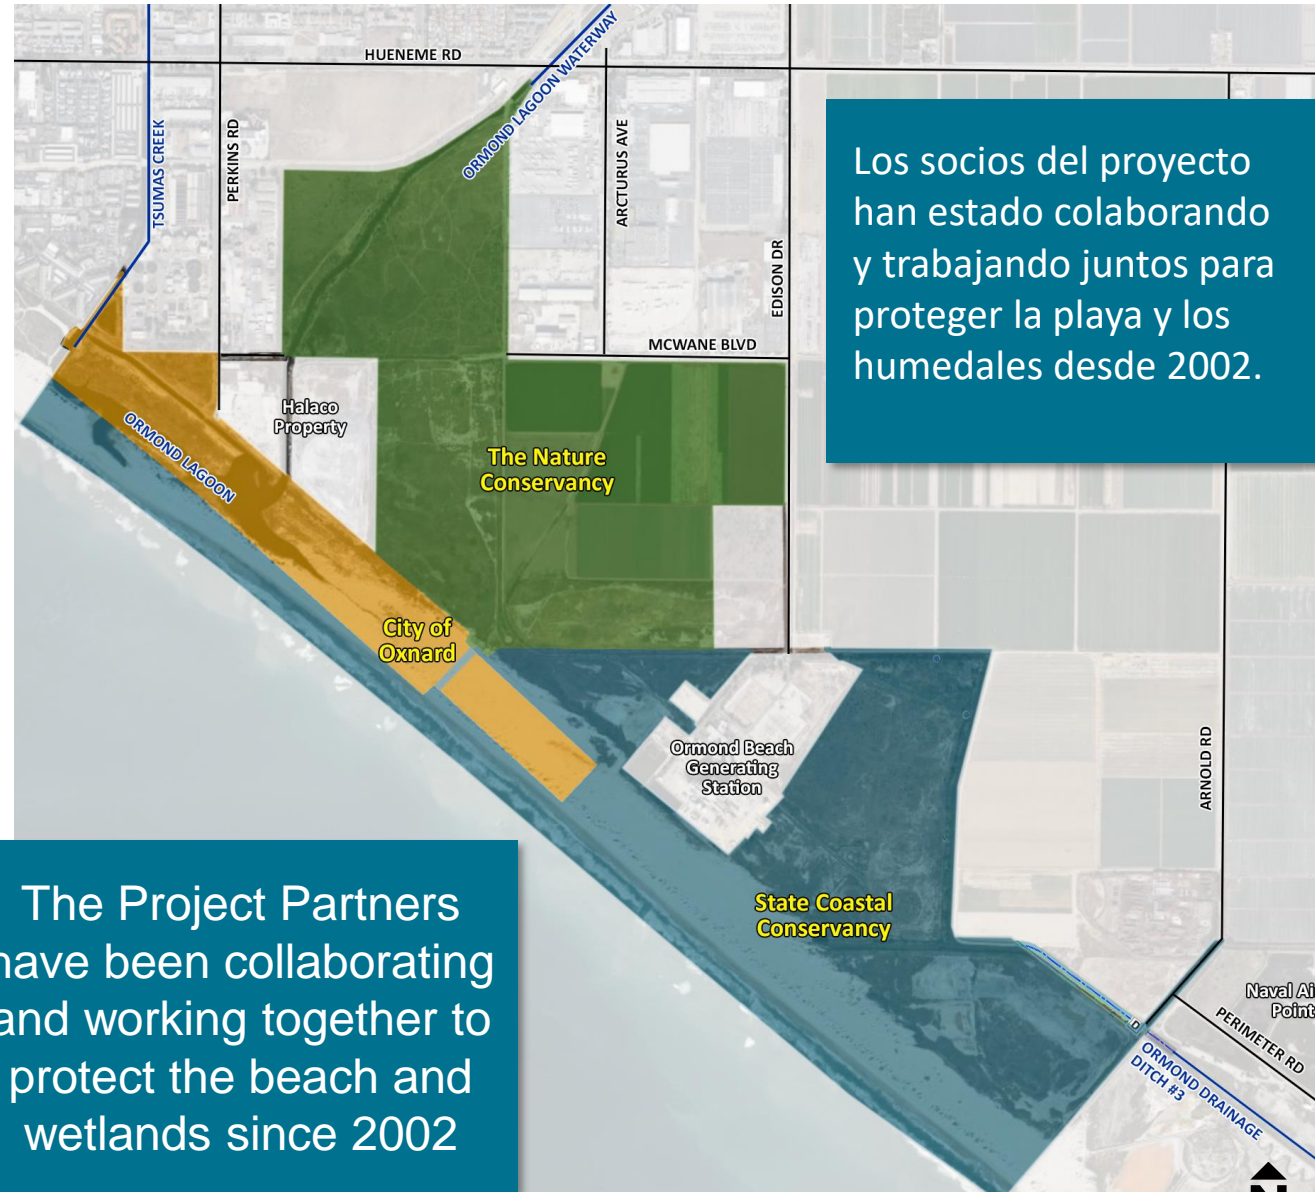 HUENEME RD
ORMOND LAGOON WATERWAY
TSUMAS CREEK
PERKINS RD
ARCTURUS AVE
EDISON DR
Los socios del proyecto
han estado colaborando
y trabajando juntos para
proteger la playa y los
humedales desde 2002.
MCWANE BLVD
Halaco
Property
ORMOND LAGOON
The Nature
Conservancy
City of
Oxnard
Ormond Beach
Generating
Station
ARNOLD RD
State Coastal
Conservancy
The Project Partners
have been collaborating
and working together to
protect the beach and
wetlands since 2002
Naval Ai
Point
PERIMETER RD
ORMOND DRAINAGE
DITCH #3
N